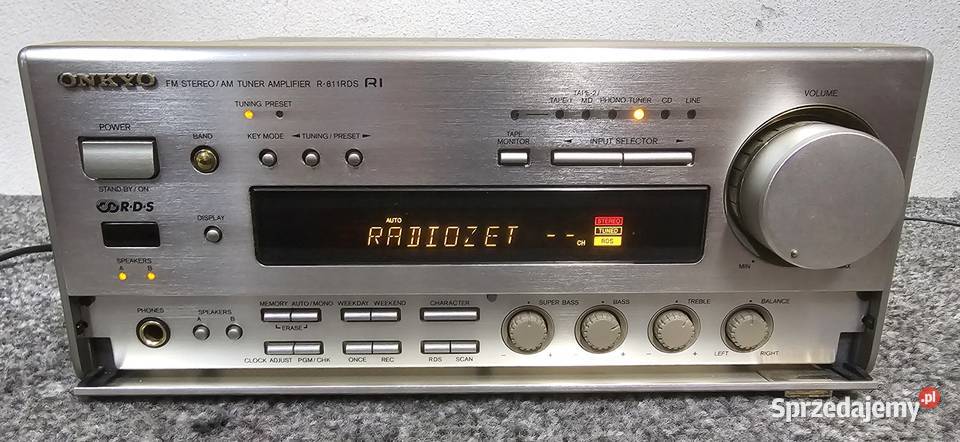 ONKYO FM STEREO/AM TUNER AMPLIFIER R-811RDS RI
VOLUME
TUNING PRESET
TAPE-2/
TAPE-1 MD PHONO TUNER CD LINE
POWER BAND KEY MODE TUNING/PRESET
TAPE MONITOR INPUT SELECTOR
STANDBY/ON
R·D·S
DISPLAY
AUTO
RADIOZET -- CH
STEREO
TUNED
RDS
SPEAKERS
A B
MIN
PHONES SPEAKERS
A B
MEMORY AUTO/MONO WEEKDAY WEEKEND CHARACTER
SUPER BASS BASS TREBLE BALANCE
ERASE
CLOCK ADJUST PGM/CHK ONCE REC RDS SCAN
- + - + - + LEFT RIGHT
Sprzedajemy.pl